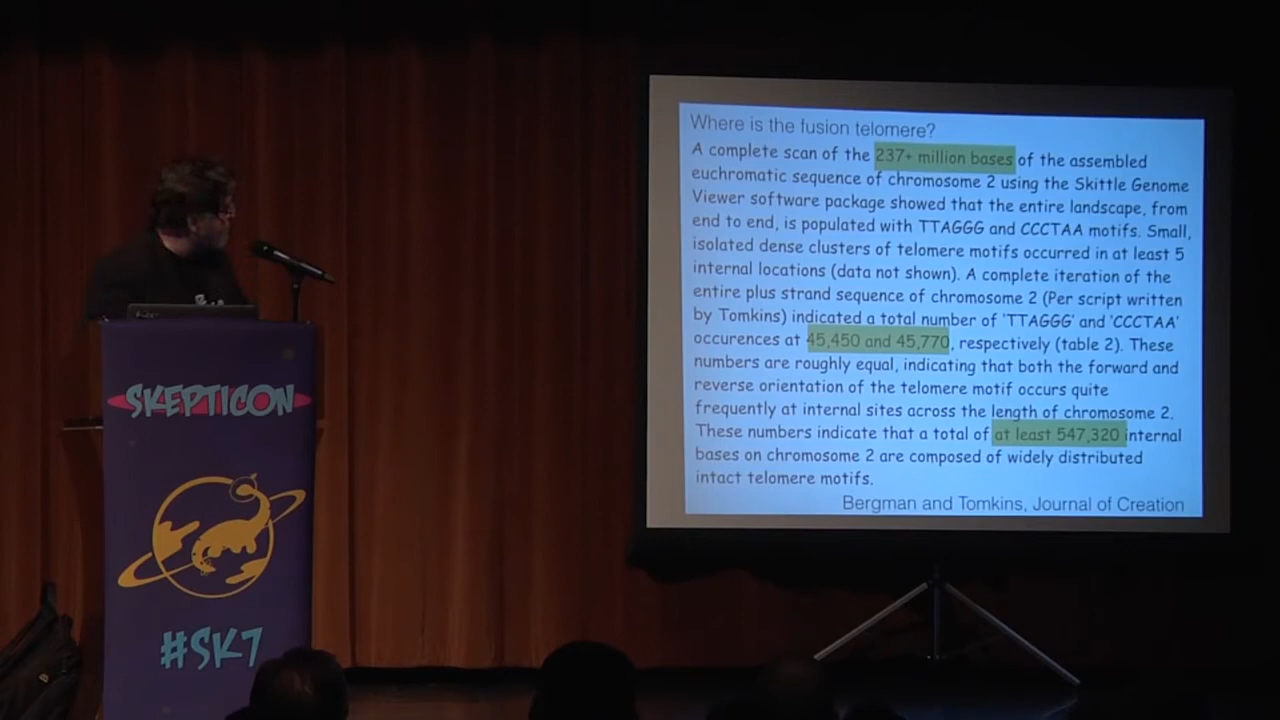 Where is the fusion telomere?
A complete scan of the 237+ million bases of the assembled
euchromatic sequence of chromosome 2 using the Skittle Genome
Viewer software package showed that the entire landscape, from
end to end, is populated with TTAGGG and CCCTAA motifs. Small,
isolated dense clusters of telomere motifs occurred in at least 5
internal locations (data not shown). A complete iteration of the
entire plus strand sequence of chromosome 2 (Per script written
by Tomkins) indicated a total number of 'TTAGGG' and 'CCCTAA'
occurences at 45,450 and 45,770, respectively (table 2). These
numbers are roughly equal, indicating that both the forward and
reverse orientation of the telomere motif occurs quite
frequently at internal sites across the length of chromosome 2.
These numbers indicate that a total of at least 547,320 internal
bases on chromosome 2 are composed of widely distributed
intact telomere motifs.
Bergman and Tomkins, Journal of Creation
SKEPTICON
#SK7